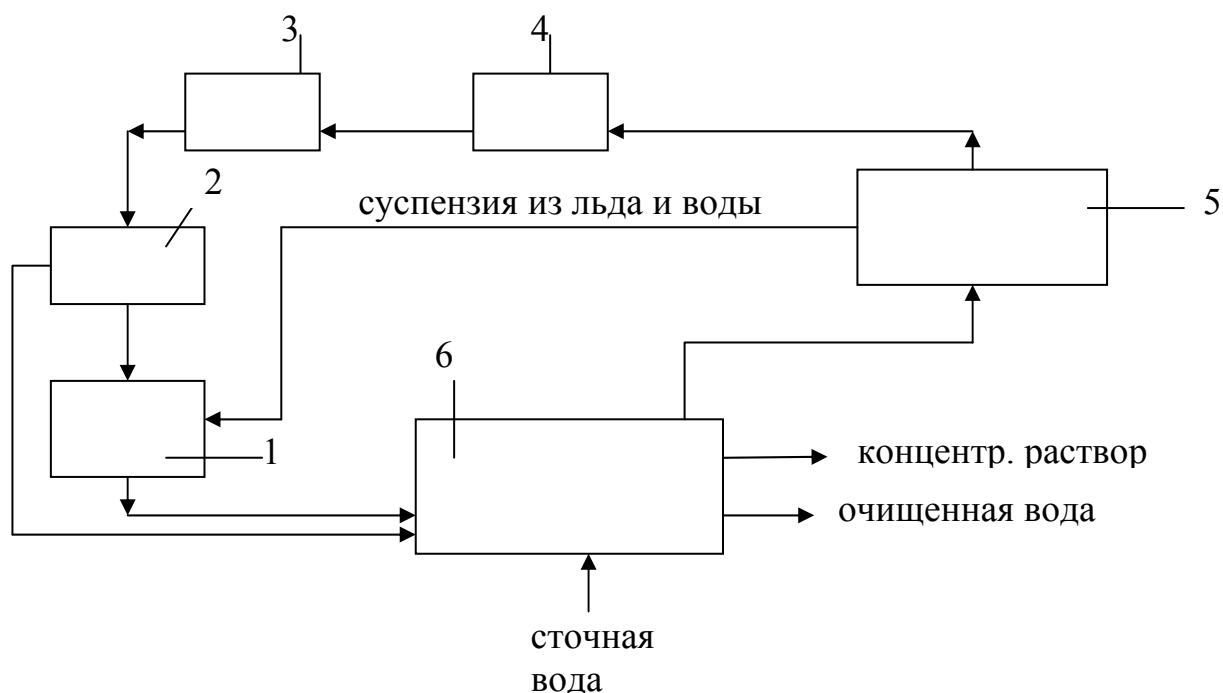 3
4
2
суспензия из льда и воды
5
6
1
концентр. раствор
очищенная вода
сточная
вода